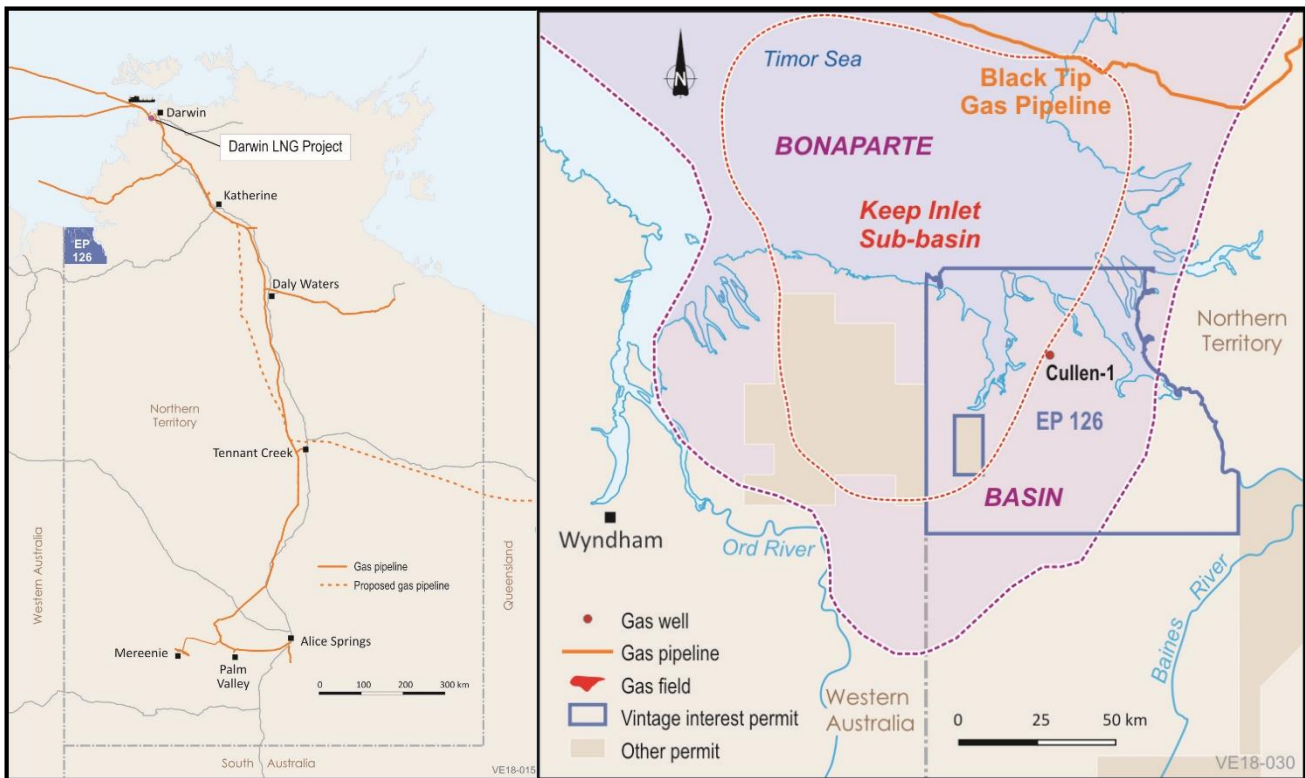 Darwin
Darwin LNG Project
Katherine
EP
126
Daly Waters
Northern
Territory
Tennant Creek
Western Australia
Queensland
Gas pipeline
Proposed gas pipeline
Alice Springs
Mereenie
Palm
Valley
0 100 200 300 km
South Australia
VE18-015
N
Timor Sea
Black Tip
Gas Pipeline
BONAPARTE
Keep Inlet
Sub-basin
Northern
Territory
Cullen-1
EP 126
BASIN
Wyndham
Ord River
Baines River
Gas well
Gas pipeline
Gas field
Vintage interest permit
Other permit
Western
Australia
0 25 50 km
VE18-030